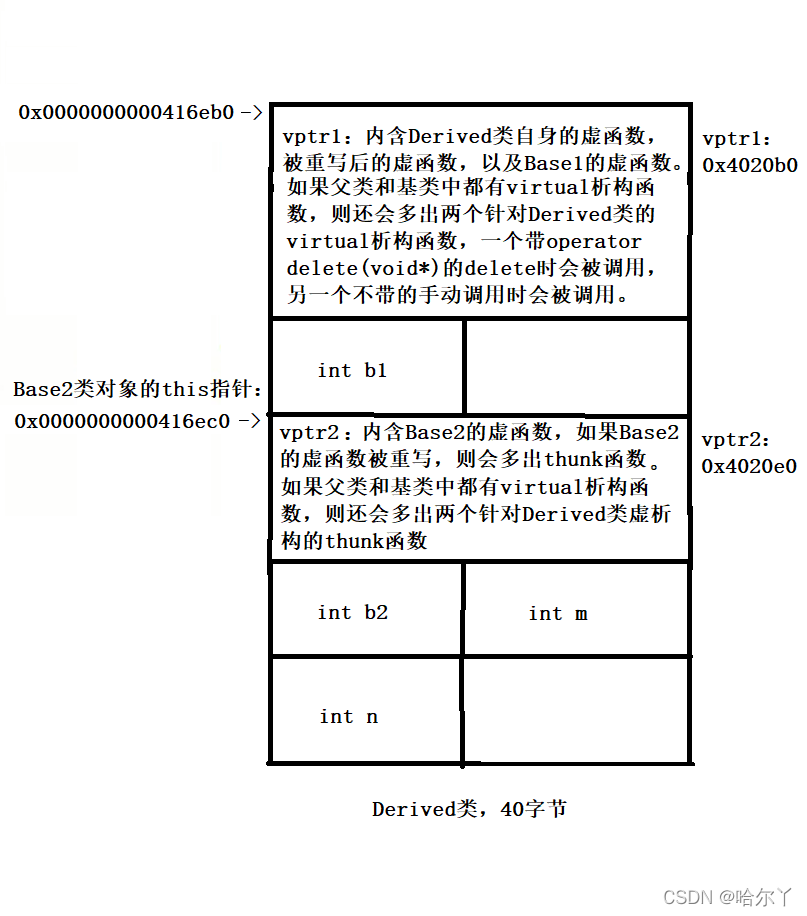 0x0000000000416eb0 ->
vptr1：内含Derived类自身的虚函数，
被重写后的虚函数，以及Base1的虚函数。
如果父类和基类中都有virtual析构函
数，则还会多出两个针对Derived类的
virtual析构函数，一个带operator
delete(void*)的delete时会被调用，
另一个不带的手动调用时会被调用。
vptr1：
0x4020b0
int b1
Base2类对象的this指针：
0x0000000000416ec0 ->
vptr2：内含Base2的虚函数，如果Base2
的虚函数被重写，则会多出thunk函数。
如果父类和基类中都有virtual析构函
数，则还会多出两个针对Derived类虚析
构的thunk函数
vptr2：
0x4020e0
int b2
int m
int n
Derived类，40字节
CSDN @哈尔丫